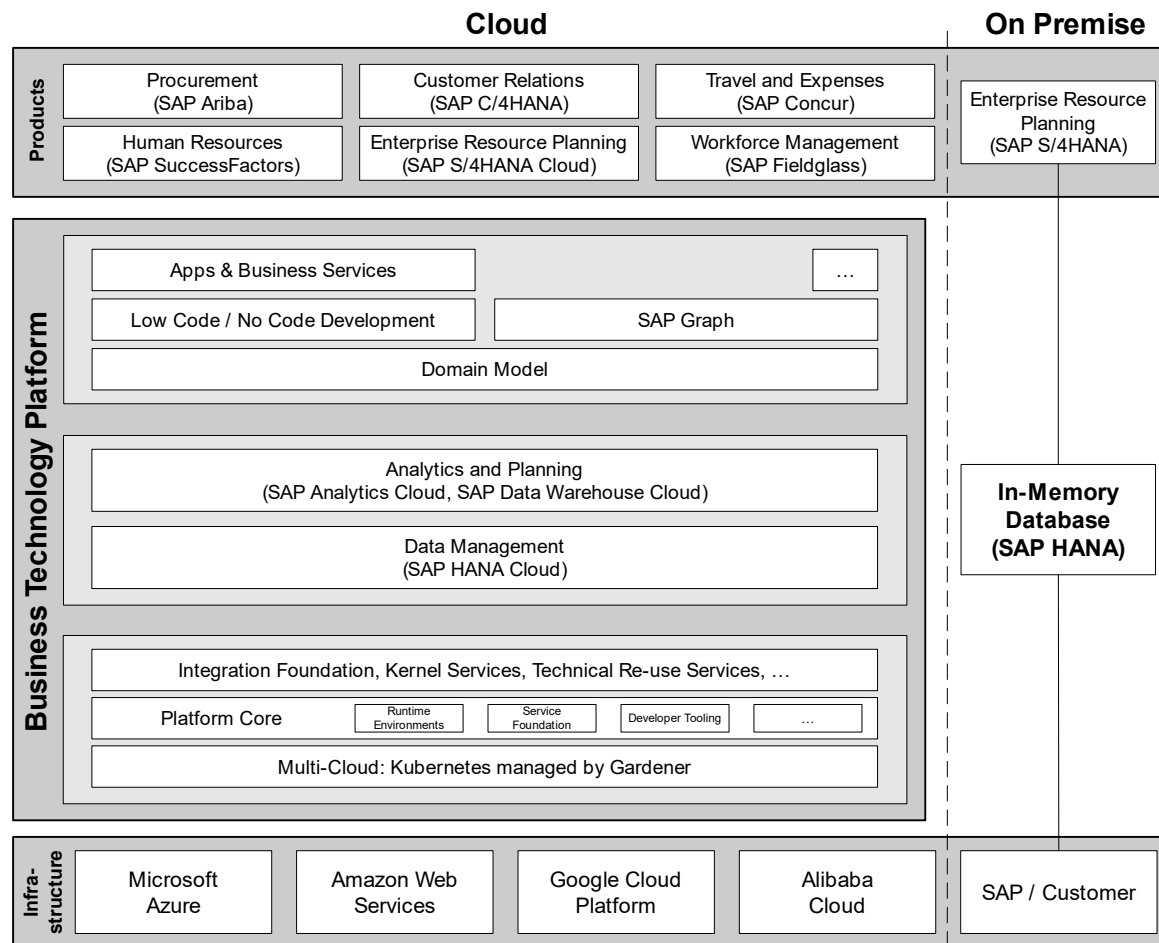 Cloud
On Premise
Products
Procurement
(SAP Ariba)
Customer Relations
(SAP C/4HANA)
Travel and Expenses
(SAP Concur)
Human Resources
(SAP SuccessFactors)
Enterprise Resource Planning
(SAP S/4HANA Cloud)
Workforce Management
(SAP Fieldglass)
Enterprise Resource
Planning
(SAP S/4HANA)
Business Technology Platform
Apps & Business Services
…
Low Code / No Code Development
SAP Graph
Domain Model
Analytics and Planning
(SAP Analytics Cloud, SAP Data Warehouse Cloud)
Data Management
(SAP HANA Cloud)
In-Memory
Database
(SAP HANA)
Integration Foundation, Kernel Services, Technical Re-use Services, …
Platform Core
Runtime
Environments
Service
Foundation
Developer Tooling
…
Multi-Cloud: Kubernetes managed by Gardener
Infra-
structure
Microsoft
Azure
Amazon Web
Services
Google Cloud
Platform
Alibaba
Cloud
SAP / Customer